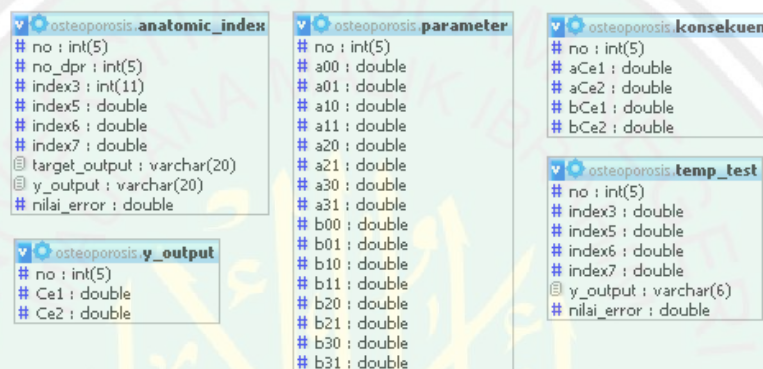 osteoporosis.anatomic_index
# no : int(5)
# no_dpr : int(5)
# index3 : int(11)
# index5 : double
# index6 : double
# index7 : double
target_output : varchar(20)
y_output : varchar(20)
# nilai_error : double
osteoporosis.y_output
# no : int(5)
# Ce1 : double
# Ce2 : double
osteoporosis.parameter
# no : int(5)
# a00 : double
# a01 : double
# a10 : double
# a11 : double
# a20 : double
# a21 : double
# a30 : double
# a31 : double
# b00 : double
# b01 : double
# b10 : double
# b11 : double
# b20 : double
# b21 : double
# b30 : double
# b31 : double
osteoporosis.konsekuen
# no : int(5)
# aCe1 : double
# aCe2 : double
# bCe1 : double
# bCe2 : double
osteoporosis.temp_test
# no : int(5)
# index3 : double
# index5 : double
# index6 : double
# index7 : double
y_output : varchar(6)
# nilai_error : double